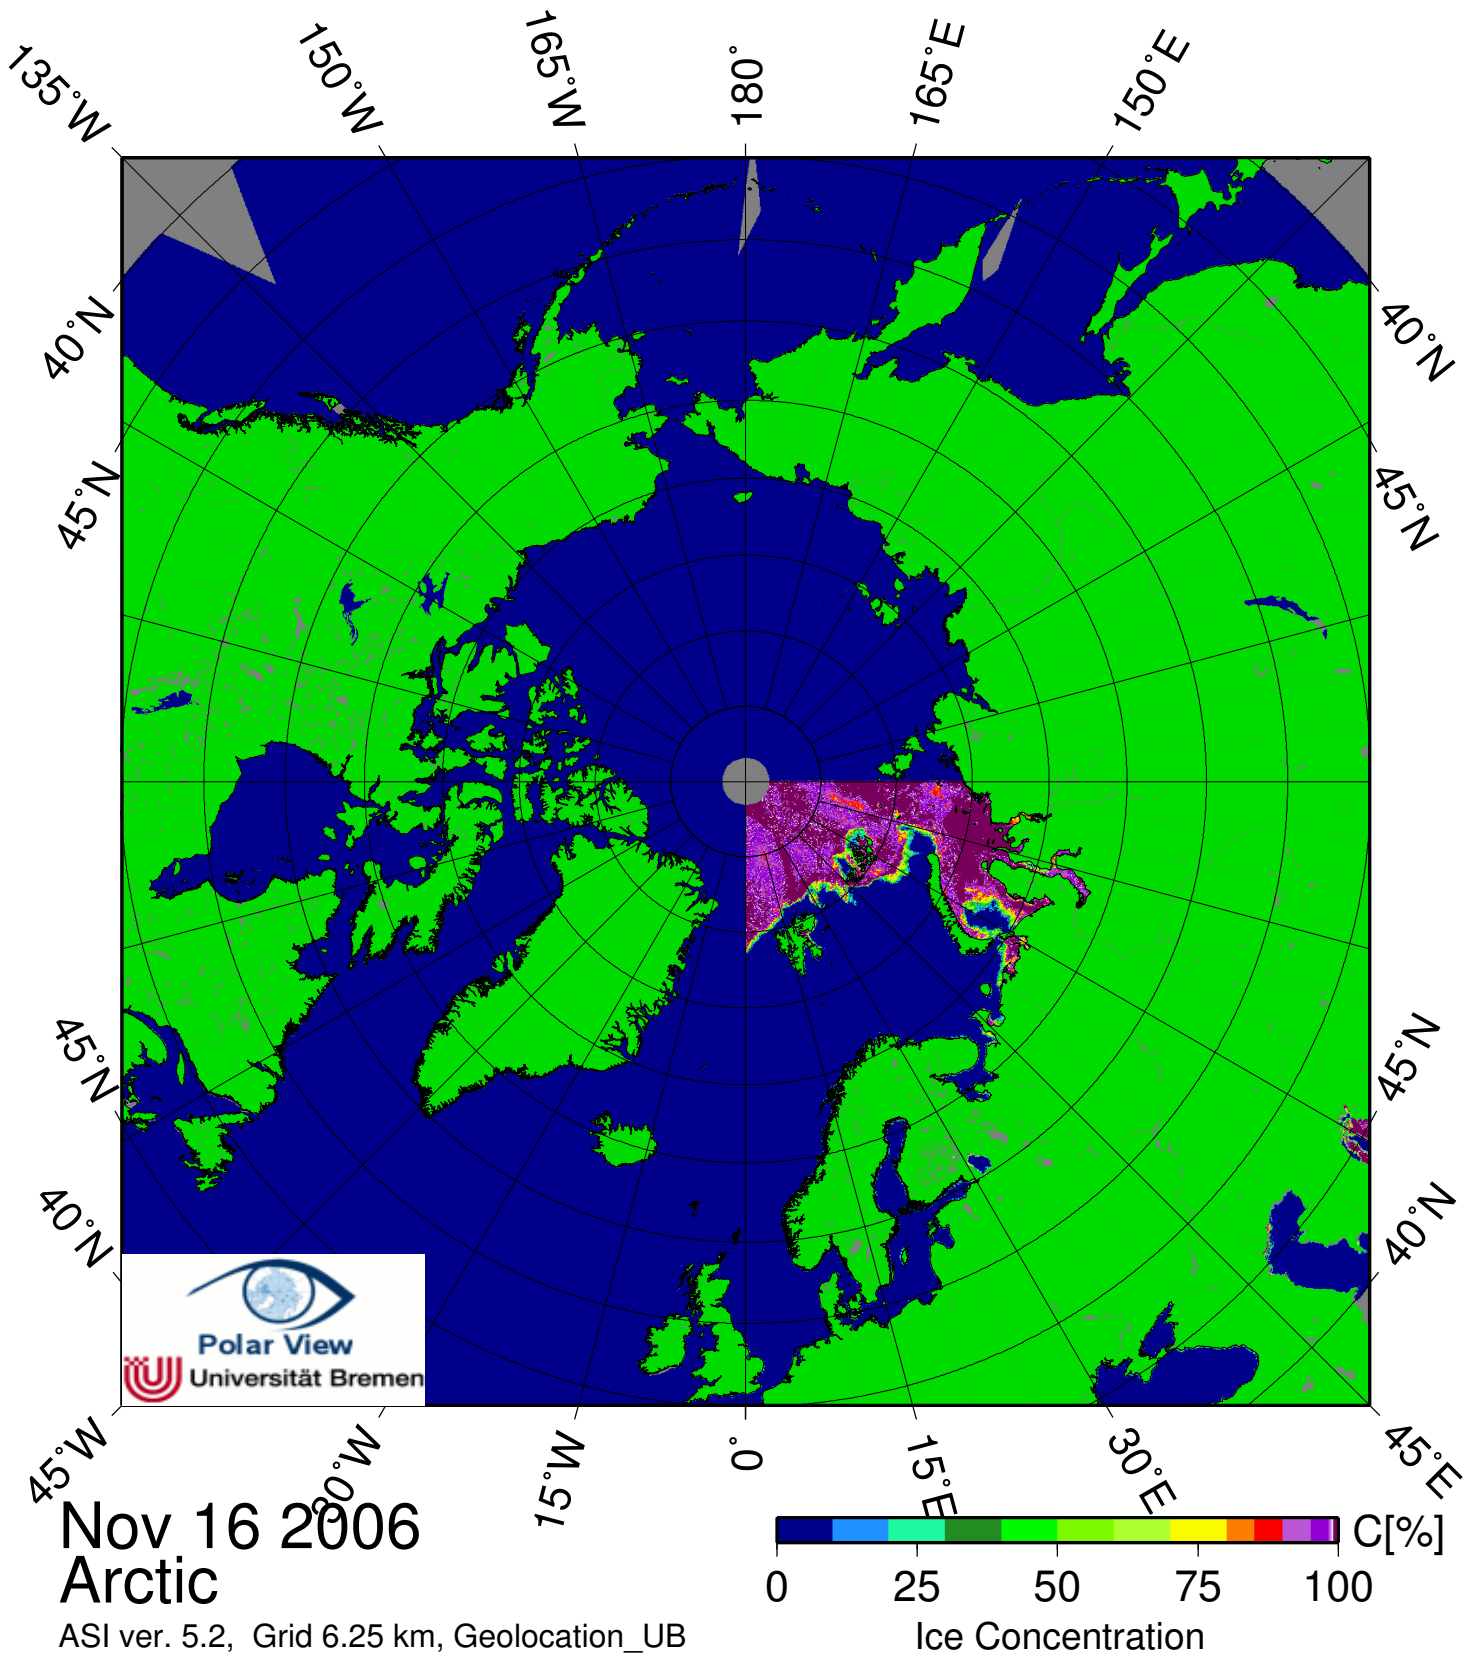 135°W
150°W
165°W
180°
165°E
150°E
40°N
40°N
45°N
45°N
45°N
45°N
40°N
40°N
Polar View
Universität Bremen
45°W
30°W
15°W
0°
15°E
30°E
45°E
Nov 16 2006
Arctic
ASI ver. 5.2, Grid 6.25 km, Geolocation_UB
C[%]
0 25 50 75 100
Ice Concentration